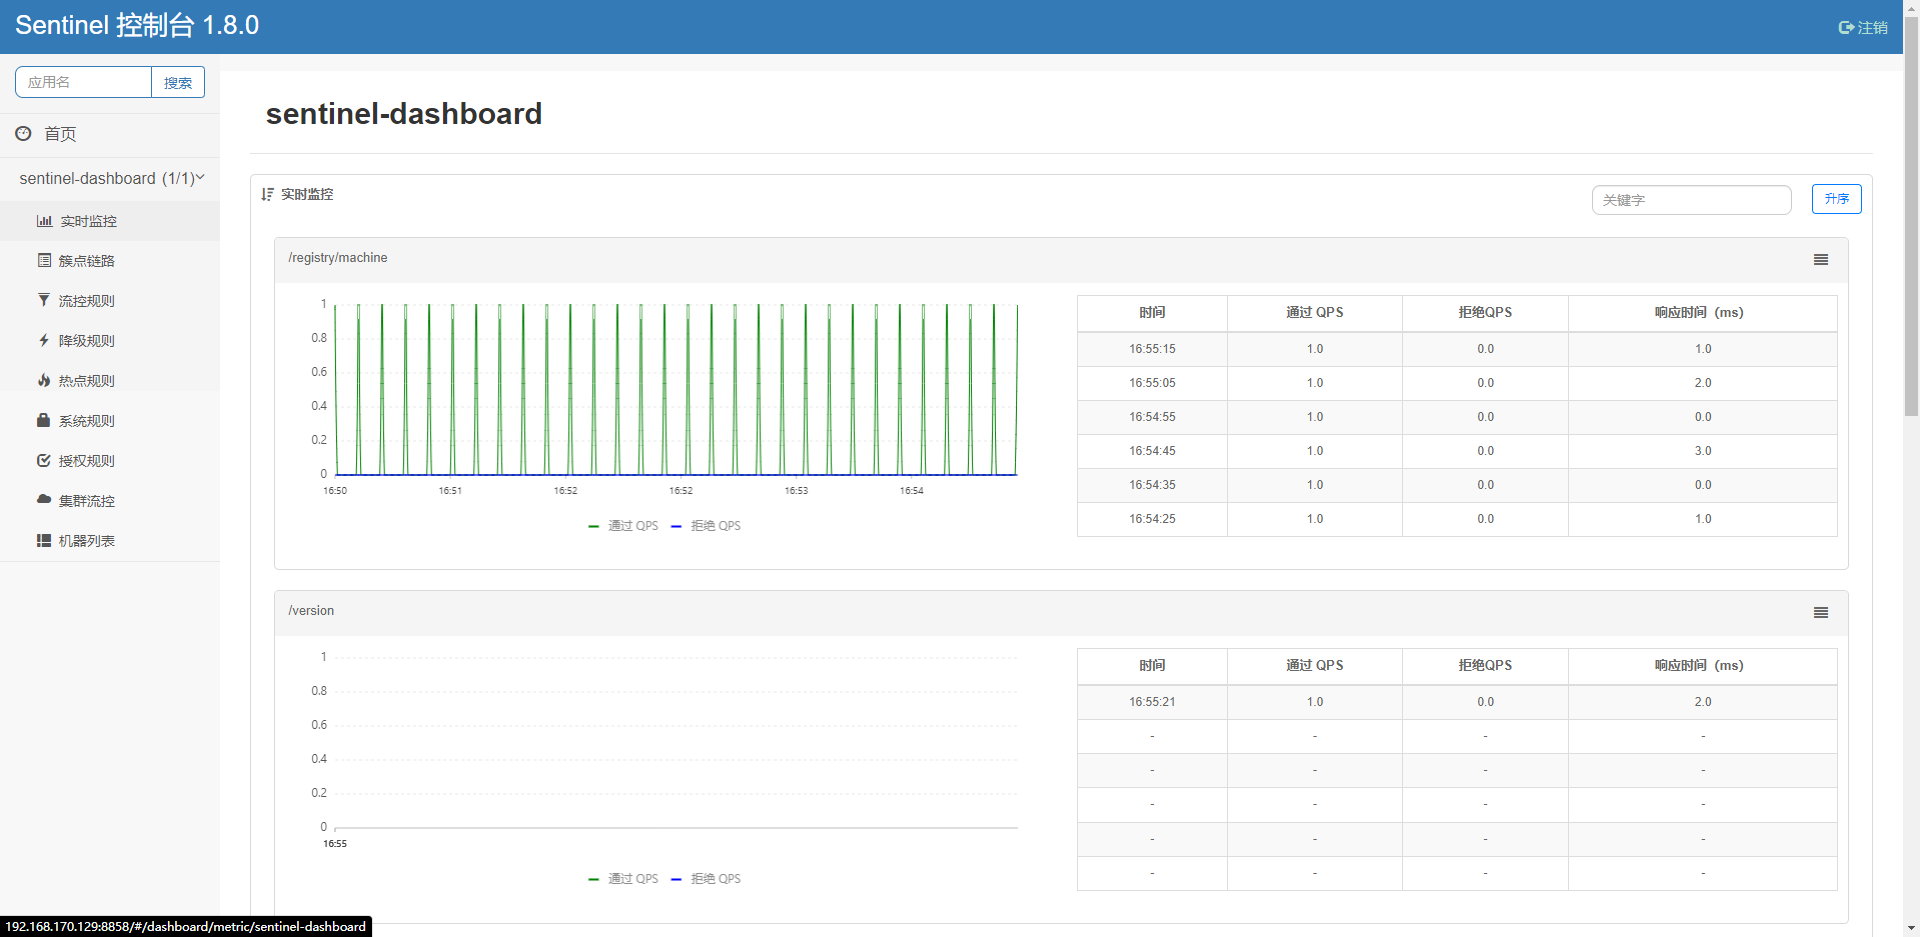 Sentinel 控制台 1.8.0
注销
应用名
搜索
首页
sentinel-dashboard (1/1)
实时监控
簇点链路
流控规则
降级规则
热点规则
系统规则
授权规则
集群流控
机器列表
sentinel-dashboard
实时监控
关键字
升序
/registry/machine
1
0.8
0.6
0.4
0.2
0
16:50 16:51 16:52 16:52 16:53 16:54
通过 QPS 拒绝 QPS
时间 通过 QPS 拒绝QPS 响应时间（ms）
16:55:15 1.0 0.0 1.0
16:55:05 1.0 0.0 2.0
16:54:55 1.0 0.0 0.0
16:54:45 1.0 0.0 3.0
16:54:35 1.0 0.0 0.0
16:54:25 1.0 0.0 1.0
/version
1
0.8
0.6
0.4
0.2
0
16:55
通过 QPS 拒绝 QPS
时间 通过 QPS 拒绝QPS 响应时间（ms）
16:55:21 1.0 0.0 2.0
- - - -
- - - -
- - - -
- - - -
- - - -
192.168.170.129:8858/#/dashboard/metric/sentinel-dashboard